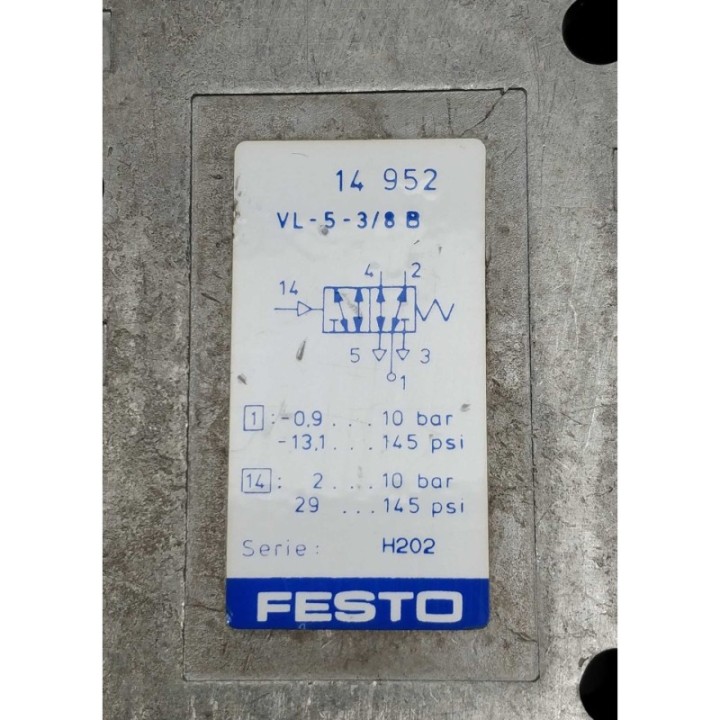 14 952
VL-5-3/8 B
4 2
14
5 3
1
1 : -0,9 ... 10 bar
-13,1 ... 145 psi
14 : 2 ... 10 bar
29 ... 145 psi
Serie: H202
FESTO